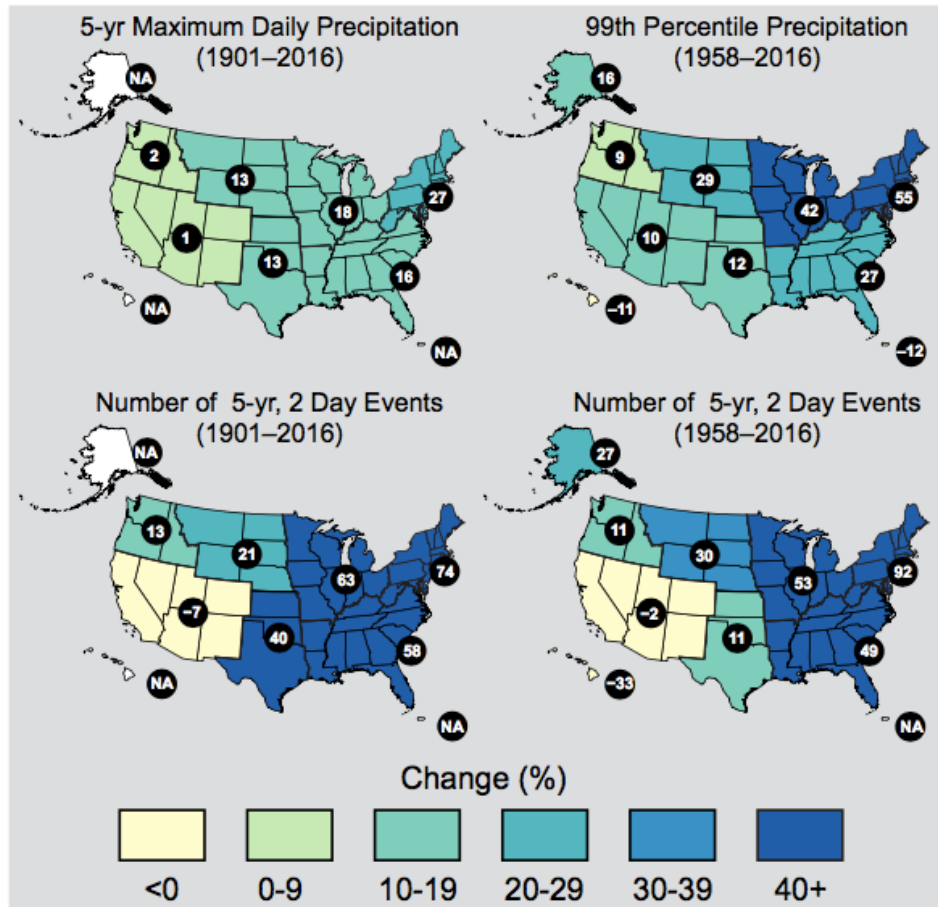 5-yr Maximum Daily Precipitation
(1901–2016)
NA
2
13
27
18
1
13
16
NA
NA
99th Percentile Precipitation
(1958–2016)
16
9
29
55
42
10
12
27
–11
–12
Number of 5-yr, 2 Day Events
(1901–2016)
NA
13
21
74
63
–7
40
58
NA
NA
Number of 5-yr, 2 Day Events
(1958–2016)
27
11
30
92
53
–2
11
49
–33
NA
Change (%)
<0 0-9 10-19 20-29 30-39 40+